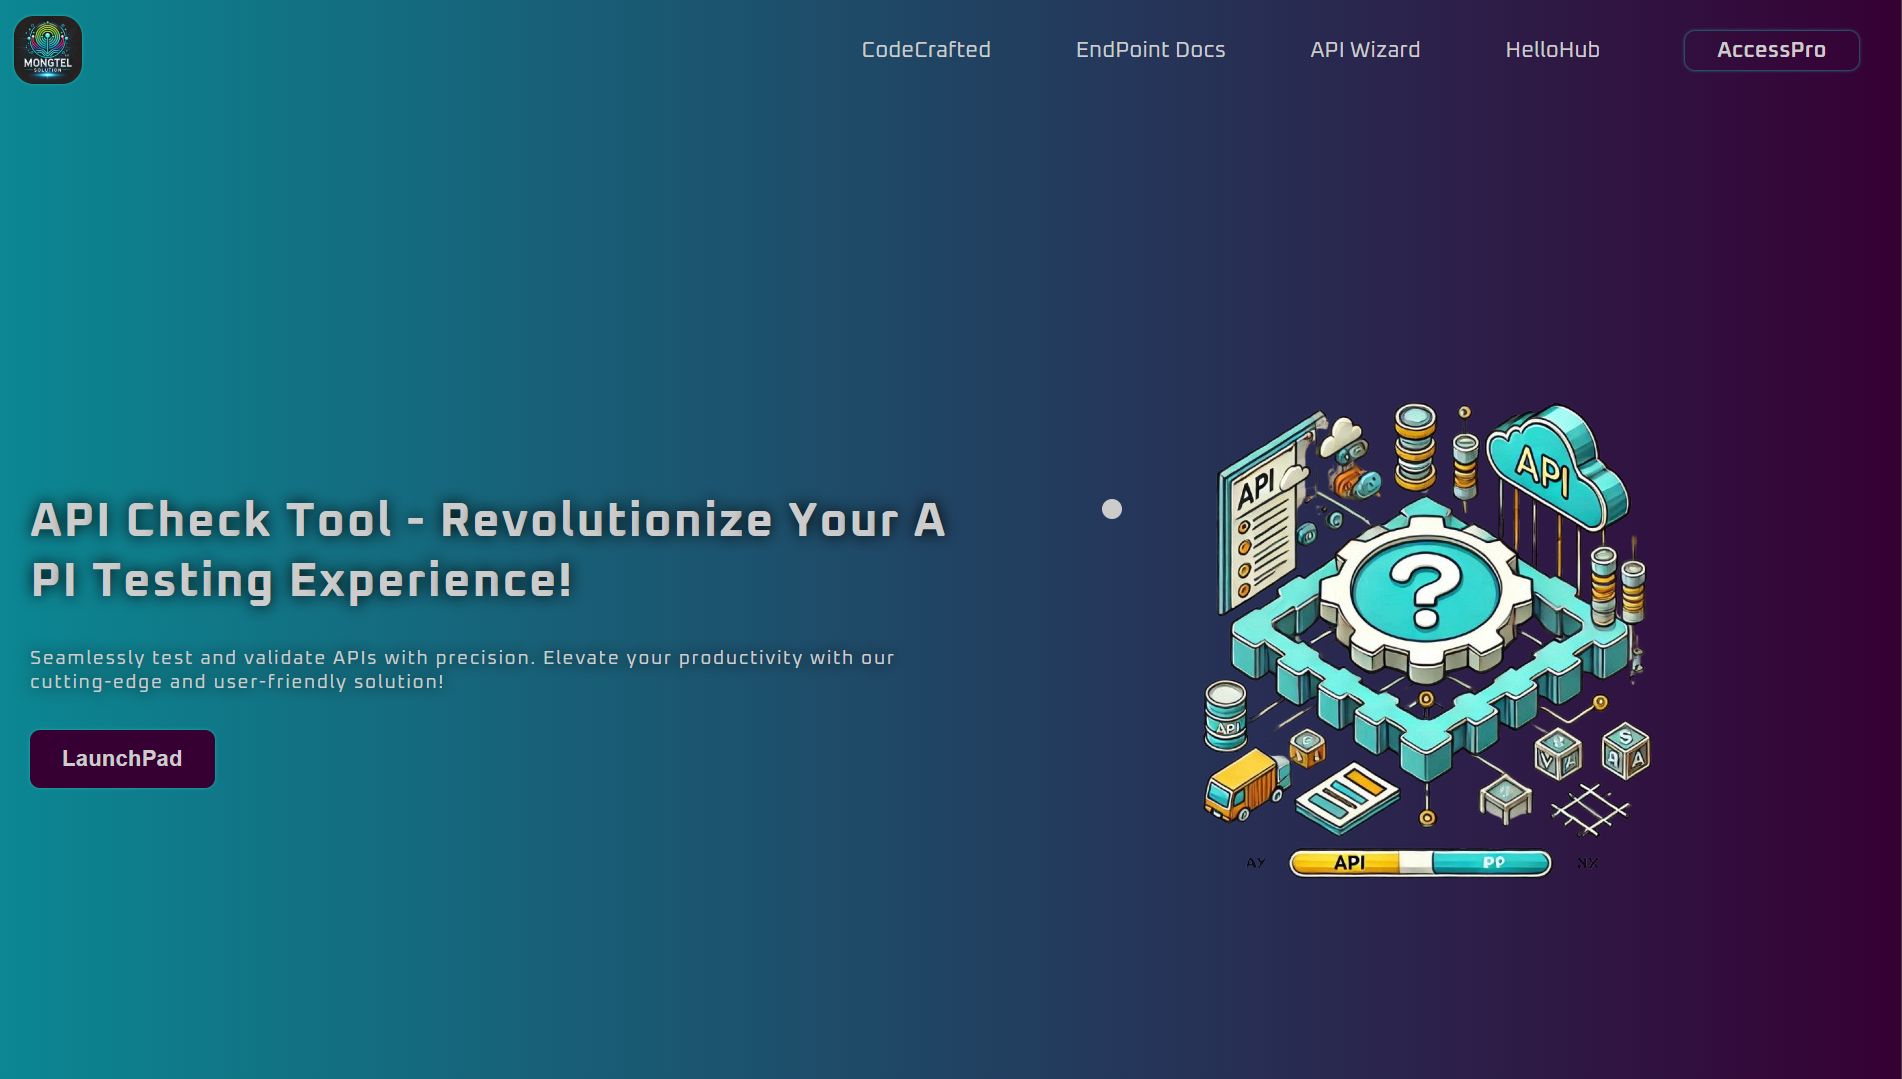 MONGTEL
SOLUTION
CodeCrafted
EndPoint Docs
API Wizard
HelloHub
AccessPro
API Check Tool - Revolutionize Your A
PI Testing Experience!
Seamlessly test and validate APIs with precision. Elevate your productivity with our
cutting-edge and user-friendly solution!
LaunchPad
API
API
?
API
API
PP